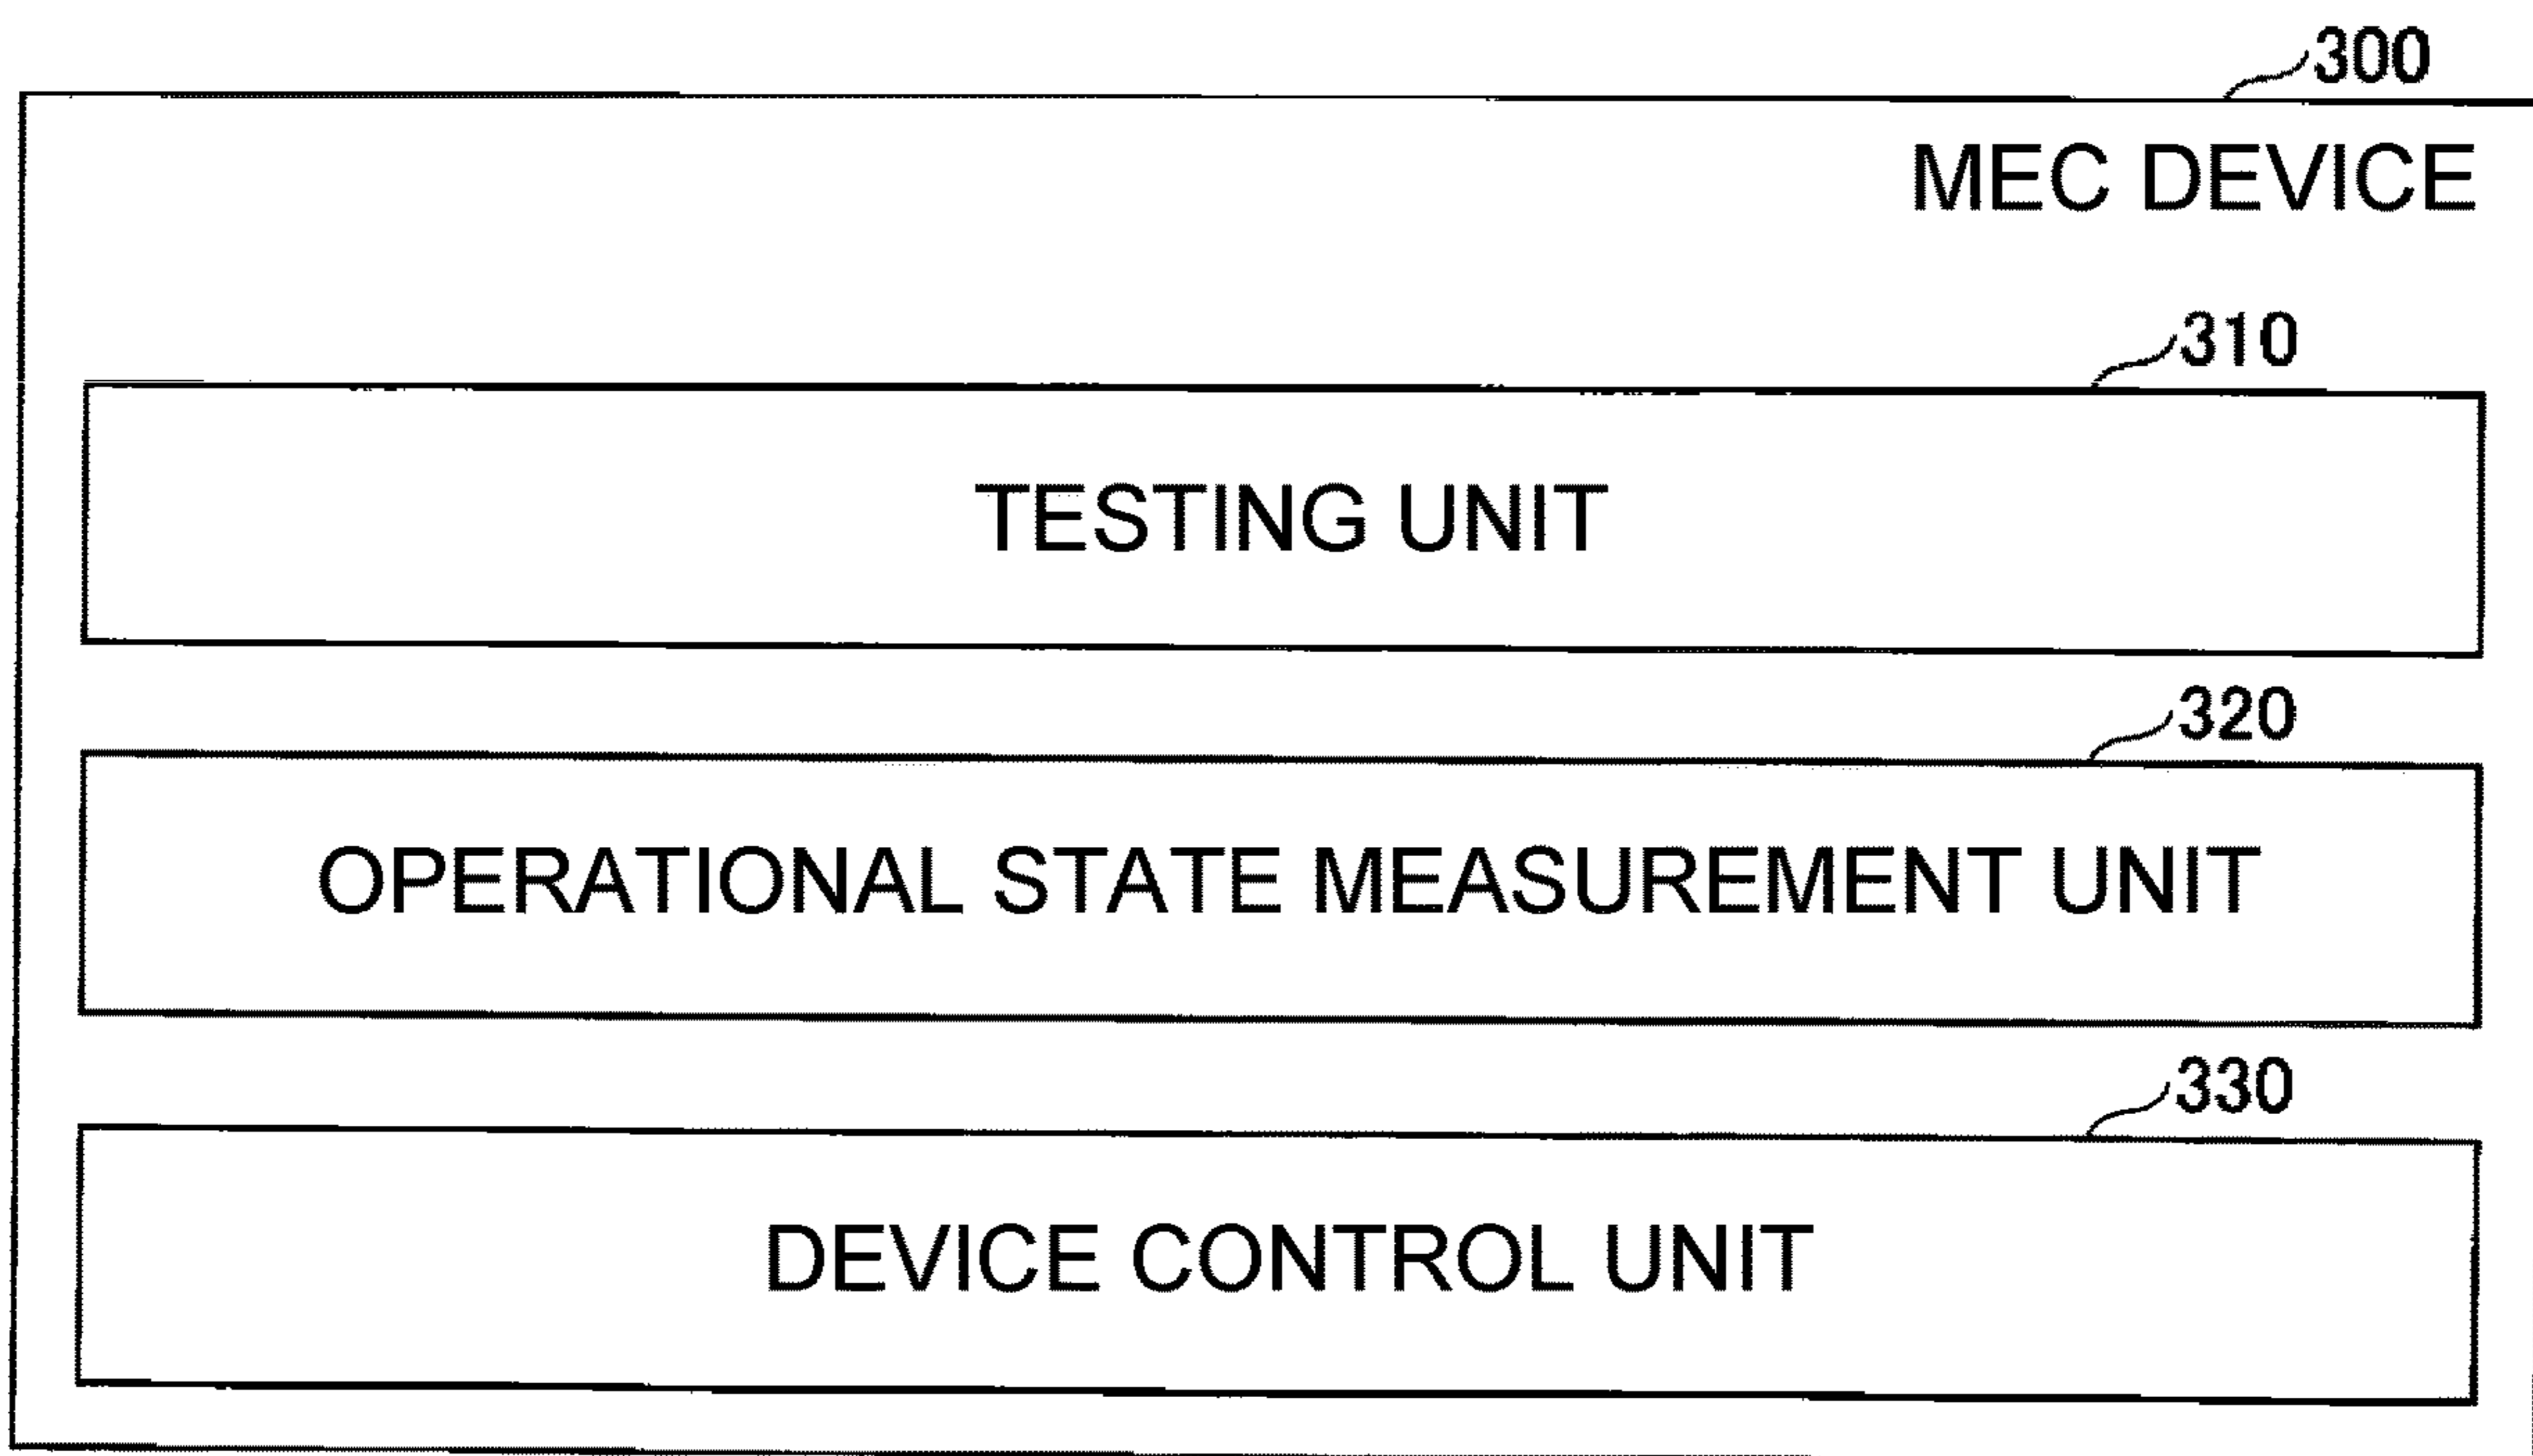 300
MEC DEVICE
310
TESTING UNIT
320
OPERATIONAL STATE MEASUREMENT UNIT
330
DEVICE CONTROL UNIT